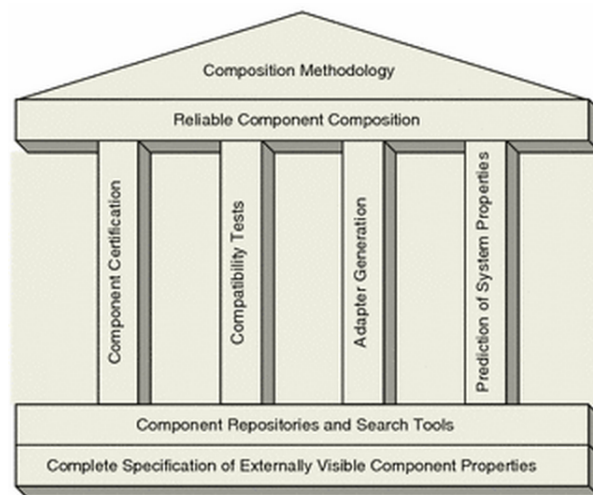 Composition Methodology
Reliable Component Composition
Component Certification
Compatibility Tests
Adapter Generation
Prediction of System Properties
Component Repositories and Search Tools
Complete Specification of Externally Visible Component Properties